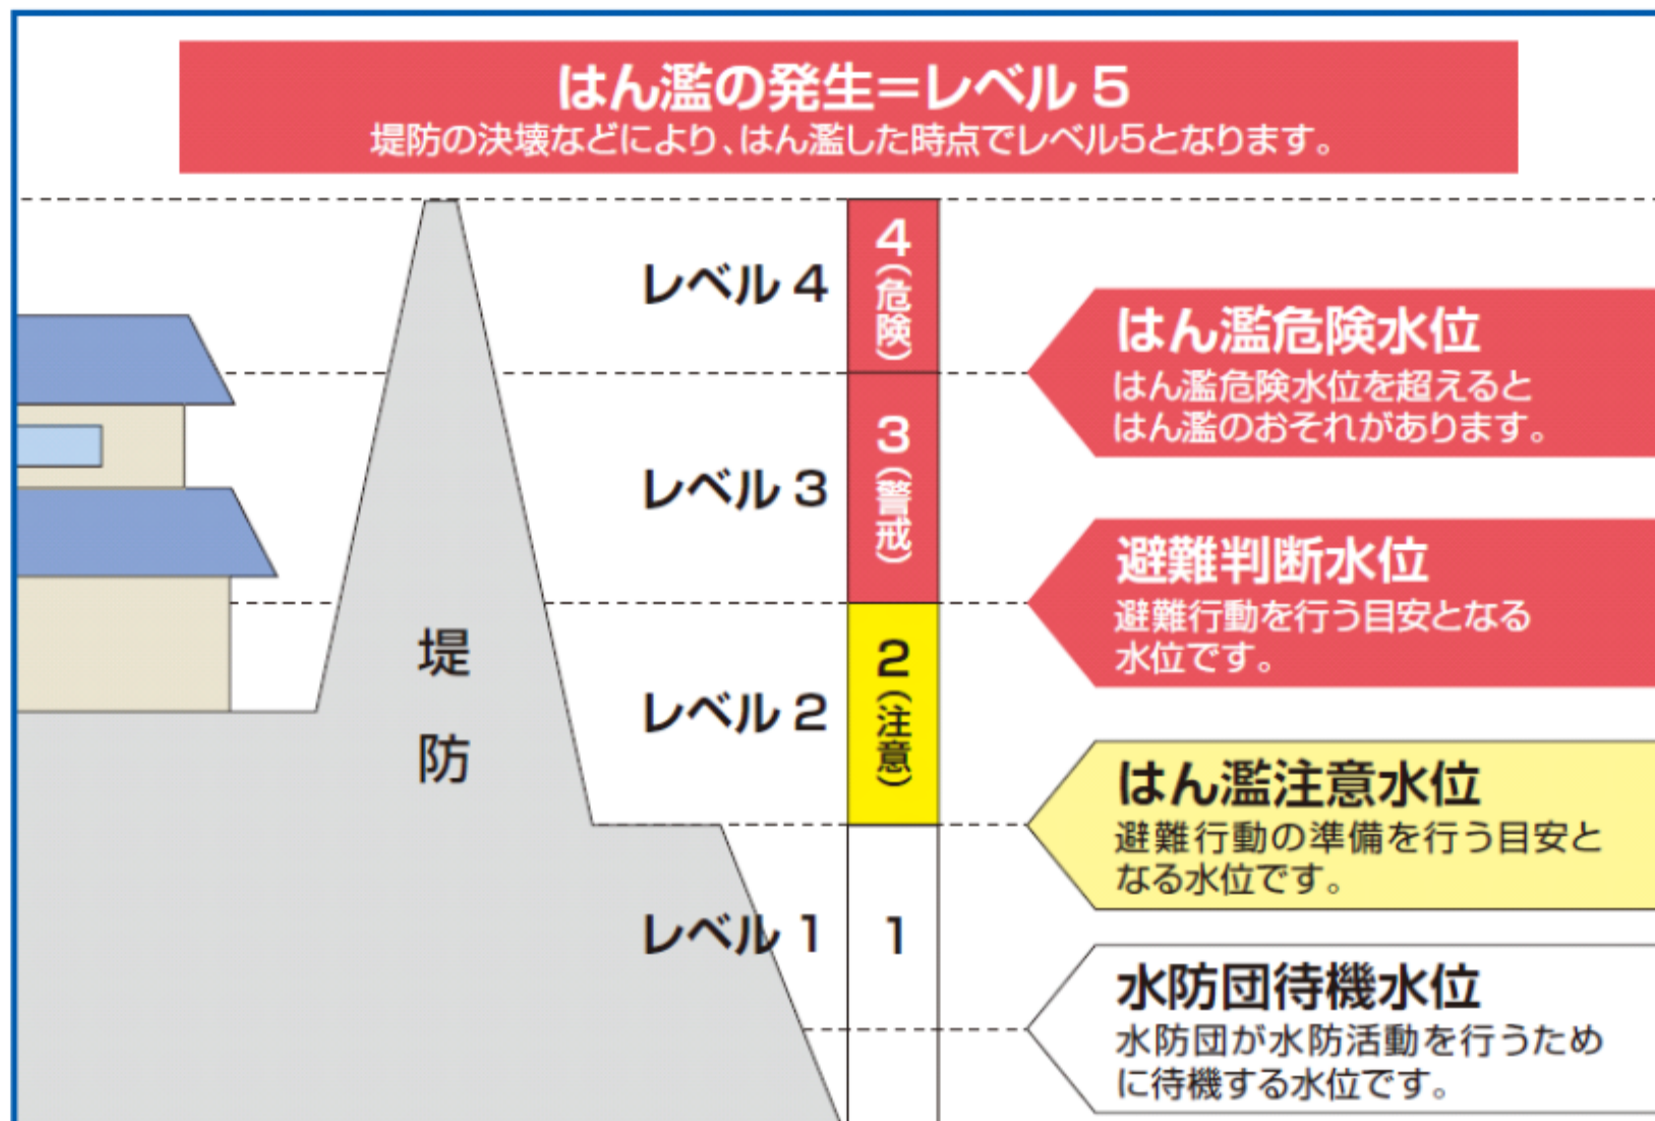 はん濫の発生=レベル 5
堤防の決壊などにより、はん濫した時点でレベル5となります。
レベル 4
4(危険)
はん濫危険水位
はん濫危険水位を超えると
はん濫のおそれがあります。
レベル 3
3(警戒)
避難判断水位
避難行動を行う目安となる
水位です。
堤防
レベル 2
2(注意)
はん濫注意水位
避難行動の準備を行う目安と
なる水位です。
レベル 1
1
水防団待機水位
水防団が水防活動を行うため
に待機する水位です。